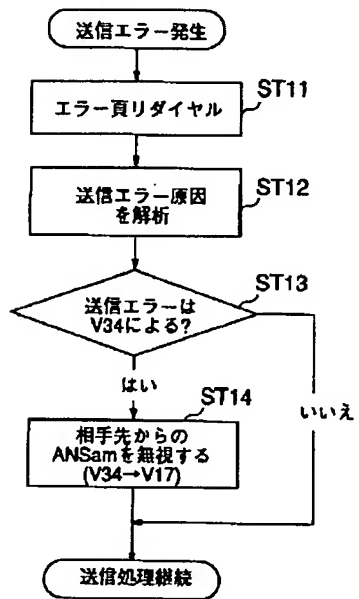 送信エラー発生
ST11
エラー頁リダイヤル
ST12
送信エラー原因
を解析
ST13
送信エラーは
V34による?
はい
いいえ
ST14
相手先からの
ANSamを無視する
(V34→V17)
送信処理継続